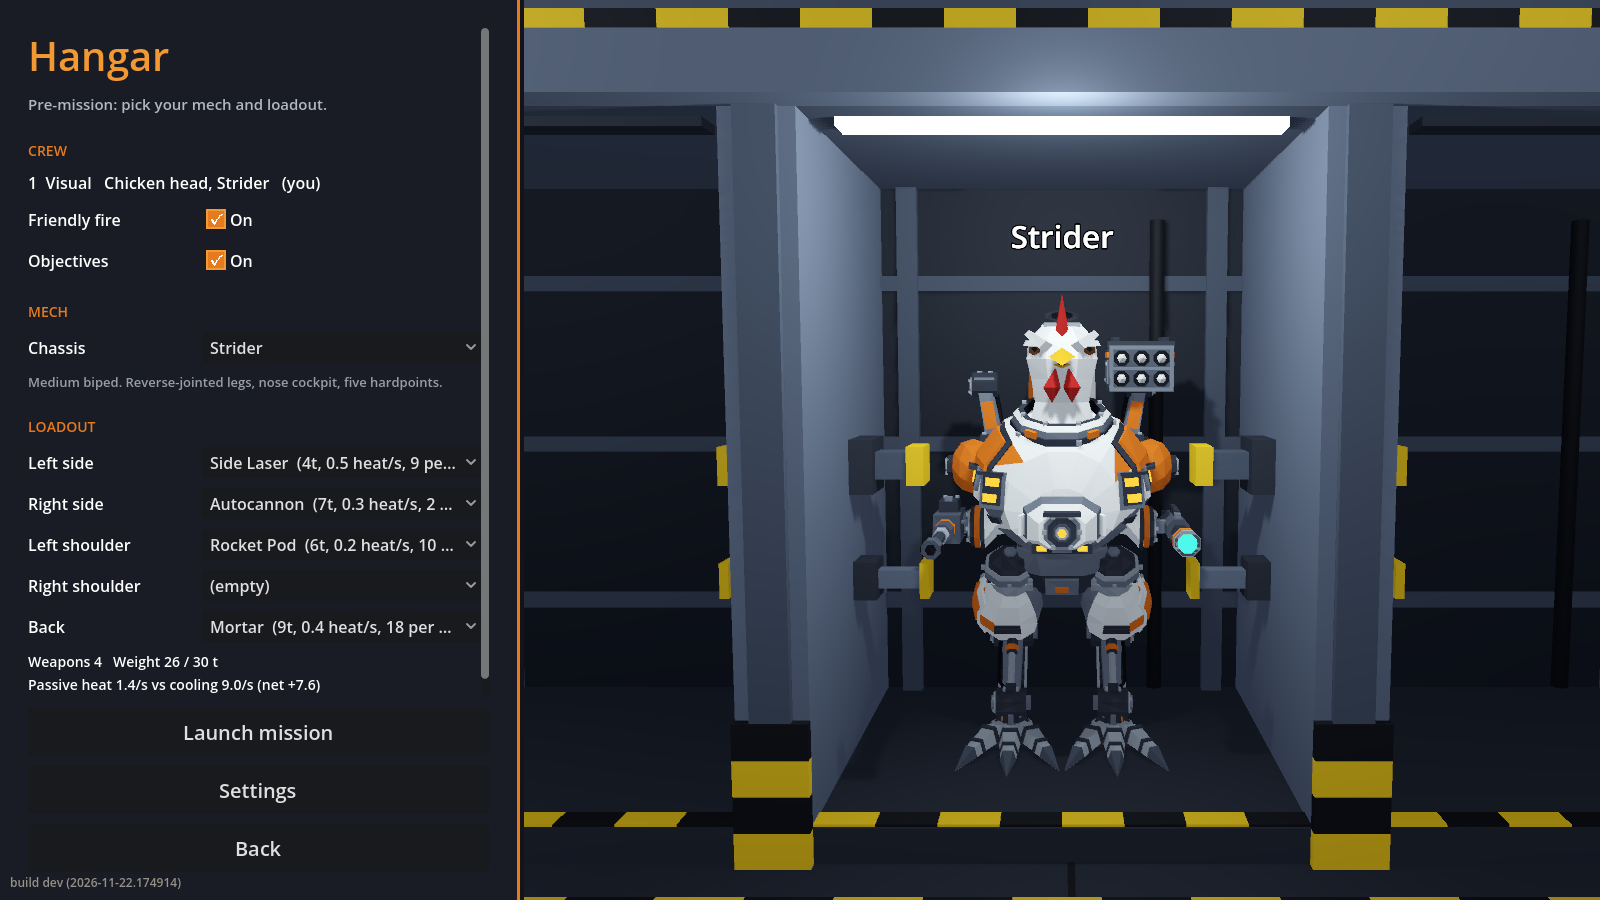 Hangar
Pre-mission: pick your mech and loadout.
CREW
1 Visual Chicken head, Strider (you)
Friendly fire On
Objectives On
MECH
Chassis Strider
Medium biped. Reverse-jointed legs, nose cockpit, five hardpoints.
LOADOUT
Left side Side Laser (4t, 0.5 heat/s, 9 pe...
Right side Autocannon (7t, 0.3 heat/s, 2 ...
Left shoulder Rocket Pod (6t, 0.2 heat/s, 10 ...
Right shoulder (empty)
Back Mortar (9t, 0.4 heat/s, 18 per ...
Weapons 4 Weight 26 / 30 t
Passive heat 1.4/s vs cooling 9.0/s (net +7.6)
Launch mission
Settings
Back
build dev (2026-11-22.174914)
Strider